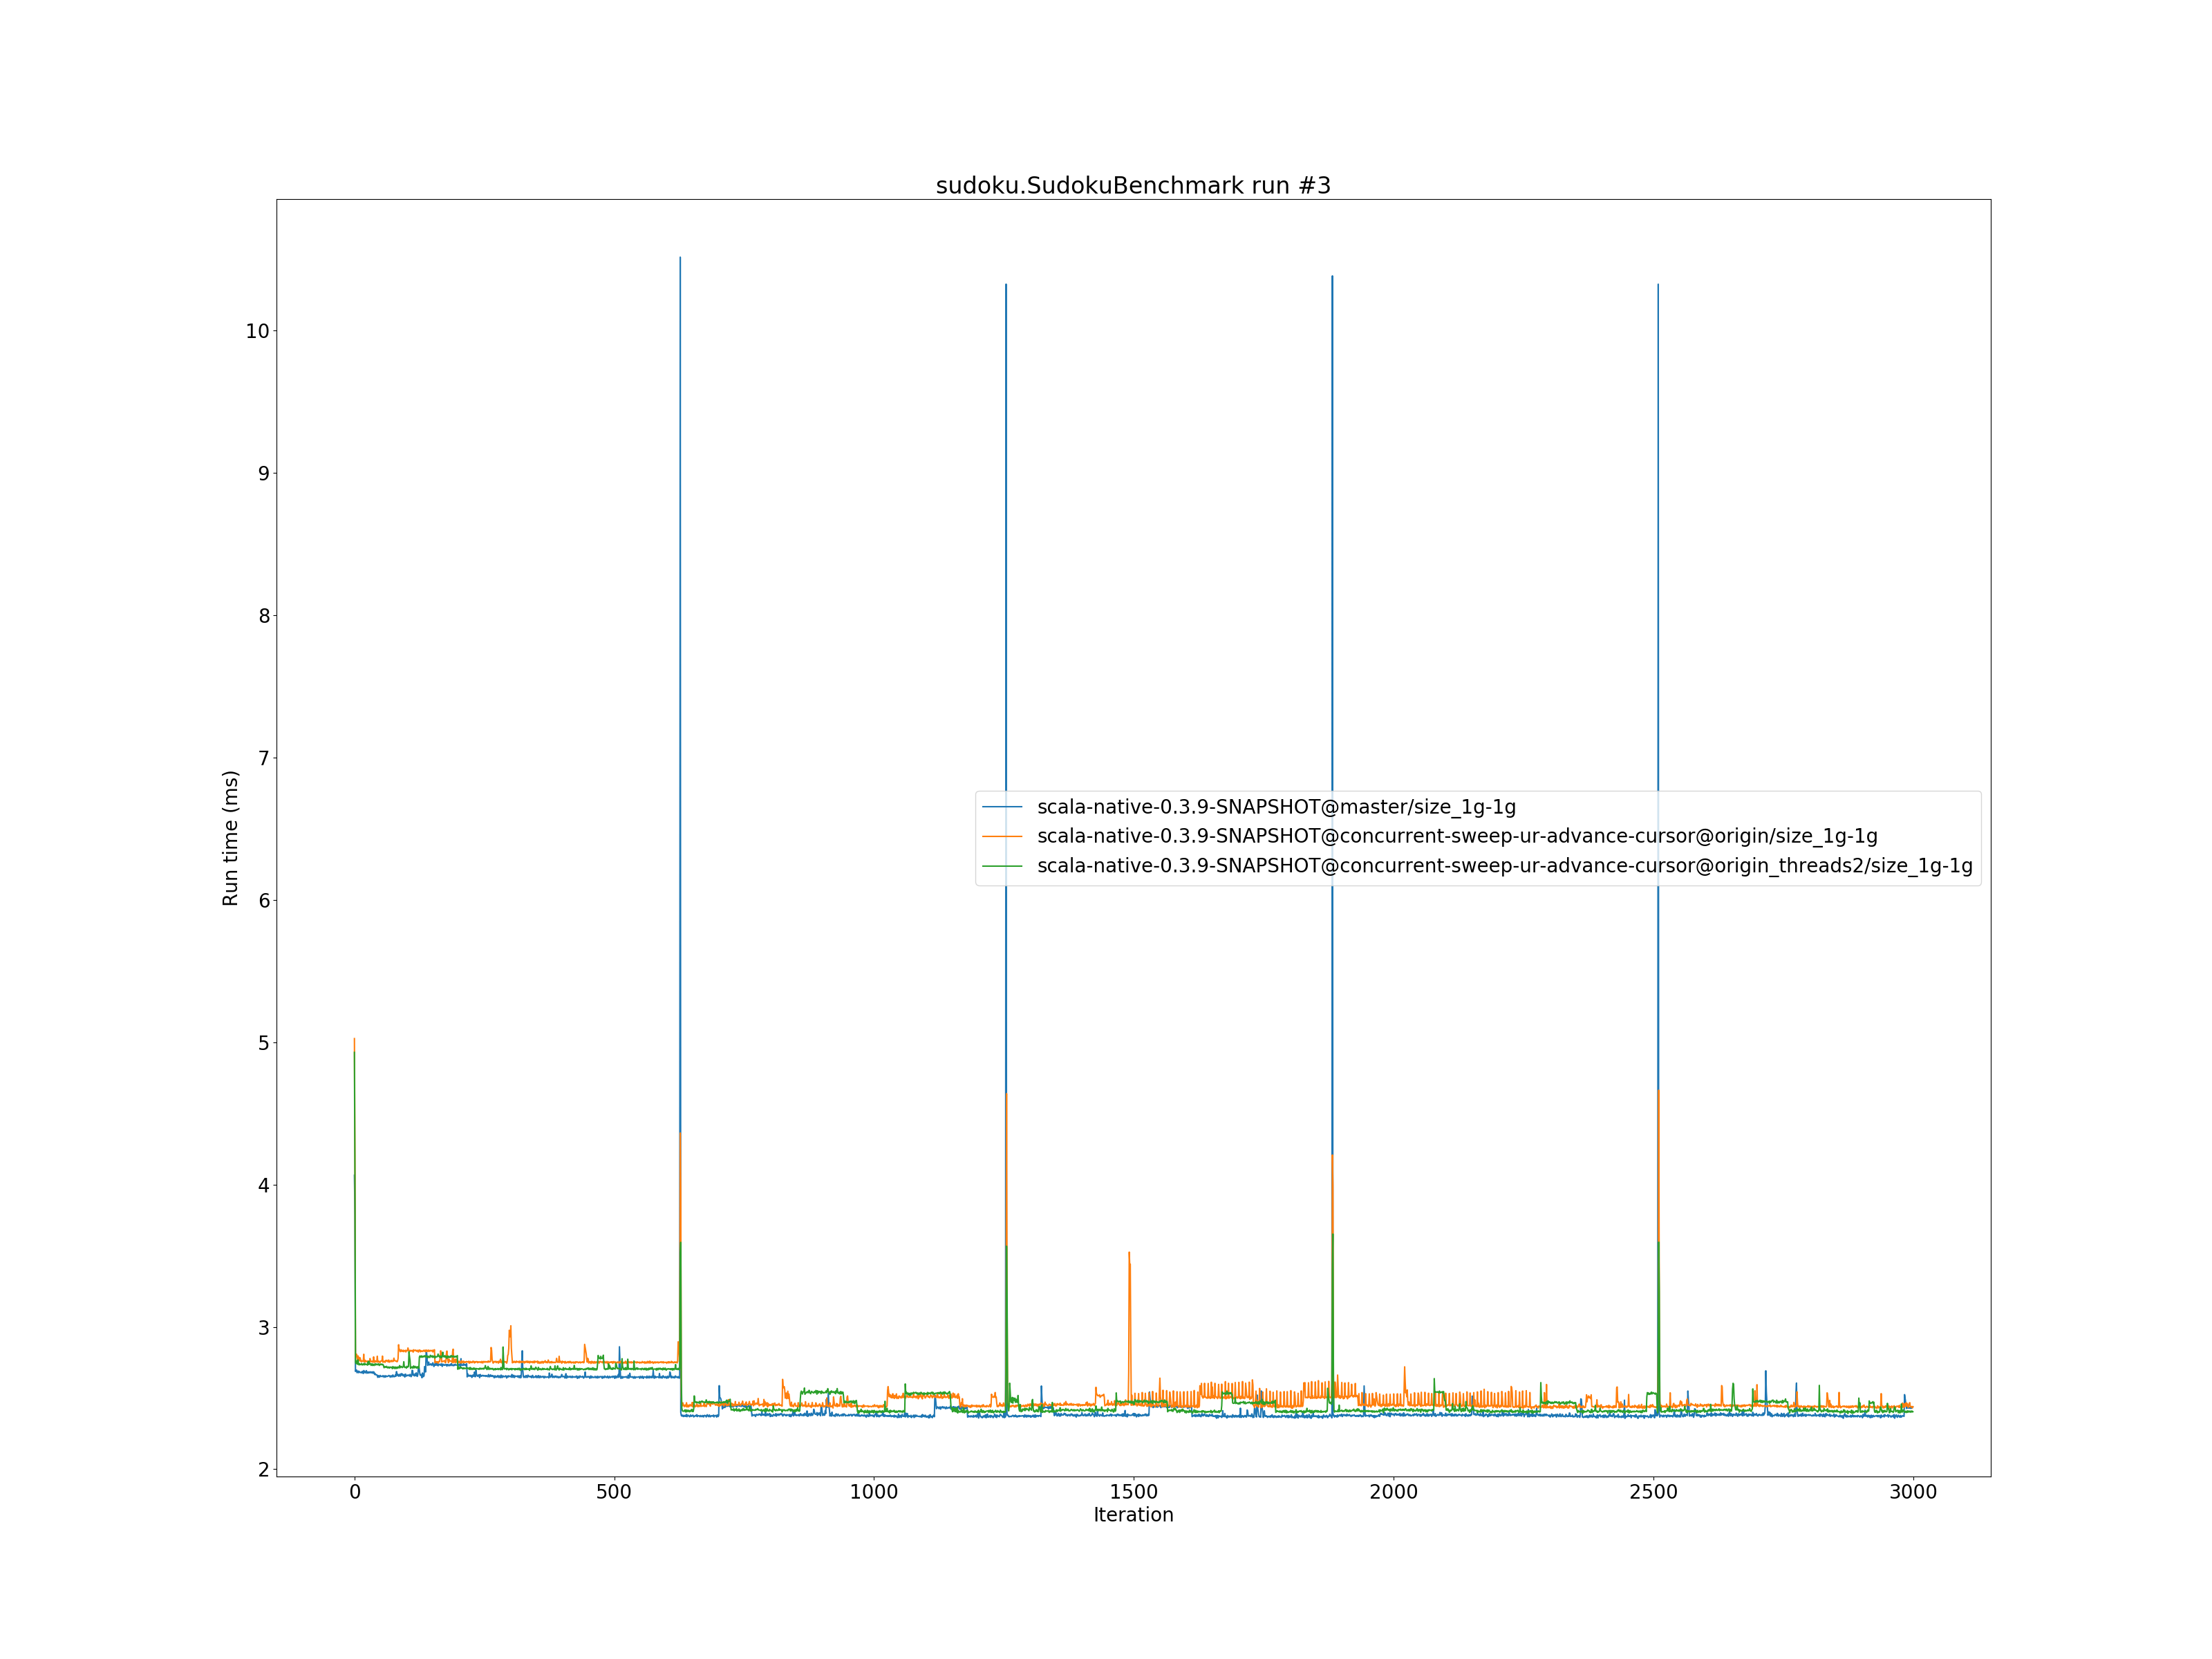 sudoku.SudokuBenchmark run #3
Run time (ms)
10
9
8
7
6
5
4
3
2
scala-native-0.3.9-SNAPSHOT@master/size_1g-1g
scala-native-0.3.9-SNAPSHOT@concurrent-sweep-ur-advance-cursor@origin/size_1g-1g
scala-native-0.3.9-SNAPSHOT@concurrent-sweep-ur-advance-cursor@origin_threads2/size_1g-1g
0 500 1000 1500 2000 2500 3000
Iteration